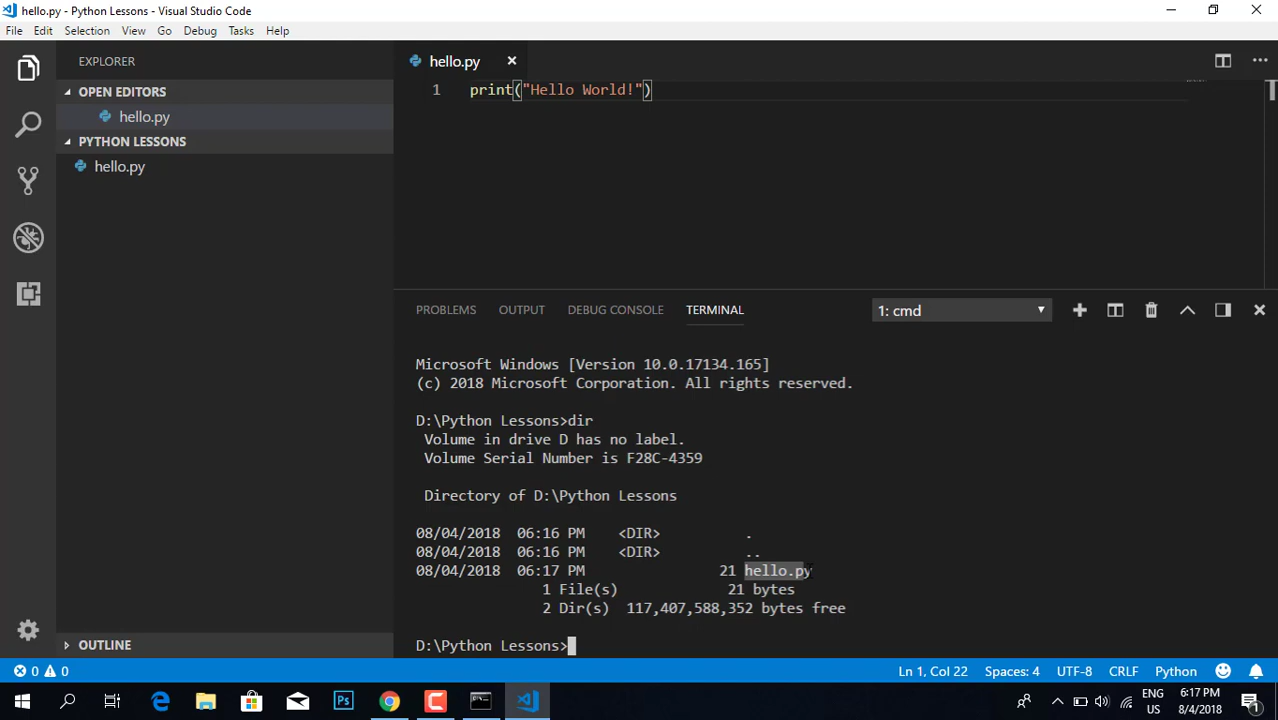 hello.py - Python Lessons - Visual Studio Code
File Edit Selection View Go Debug Tasks Help
EXPLORER
OPEN EDITORS
hello.py
PYTHON LESSONS
hello.py
OUTLINE
hello.py
1 print("Hello World!")
PROBLEMS OUTPUT DEBUG CONSOLE TERMINAL 1: cmd
Microsoft Windows [Version 10.0.17134.165]
(c) 2018 Microsoft Corporation. All rights reserved.
D:\Python Lessons>dir
Volume in drive D has no label.
Volume Serial Number is F28C-4359
Directory of D:\Python Lessons
08/04/2018 06:16 PM <DIR> .
08/04/2018 06:16 PM <DIR> ..
08/04/2018 06:17 PM 21 hello.py
1 File(s) 21 bytes
2 Dir(s) 117,407,588,352 bytes free
D:\Python Lessons>
0 0 Ln 1, Col 22 Spaces: 4 UTF-8 CRLF Python
Ps
ENG
US
6:17 PM
8/4/2018
1